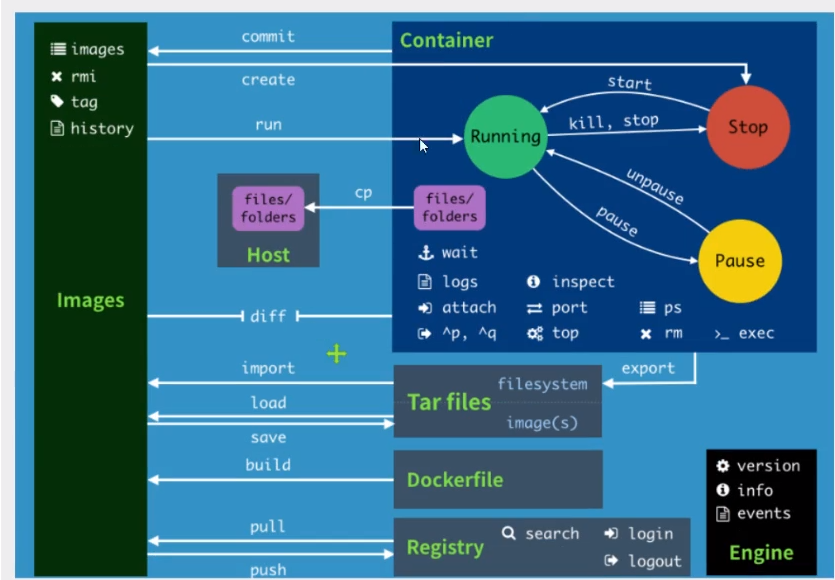 commit
Container
images
create
rmi
start
tag
run
Running
kill, stop
Stop
history
unpause
files/
folders
cp
files/
folders
pause
Host
wait
Pause
logs
inspect
Images
attach
port
ps
diff
^p, ^q
top
rm
>_ exec
import
export
filesystem
load
Tar files
image(s)
save
build
Dockerfile
version
info
events
pull
search
login
Registry
logout
Engine
push